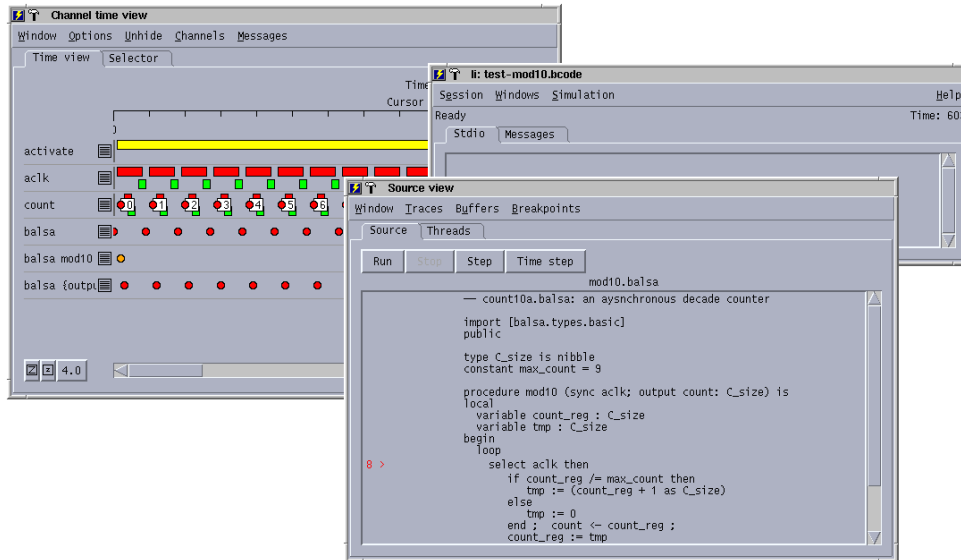 Channel time view
Window Options Unhide Channels Messages
Time view Selector
Time
Cursor
0
activate
aclk
count 0 1 2 3 4 5 6
balsa
balsa mod10
balsa {outpu
Z z 4.0
li: test-mod10.bcode
Session Windows Simulation Help
Ready Time: 60
Stdio Messages
Source view
Window Traces Buffers Breakpoints
Source Threads
Run Stop Step Time step
mod10.balsa
—— count10a.balsa: an aysnchronous decade counter
import [balsa.types.basic]
public
type C_size is nibble
constant max_count = 9
procedure mod10 (sync aclk; output count: C_size) is
local
variable count_reg : C_size
variable tmp : C_size
begin
loop
8 > select aclk then
if count_reg /= max_count then
tmp := (count_reg + 1 as C_size)
else
tmp := 0
end ; count <- count_reg ;
count_reg := tmp